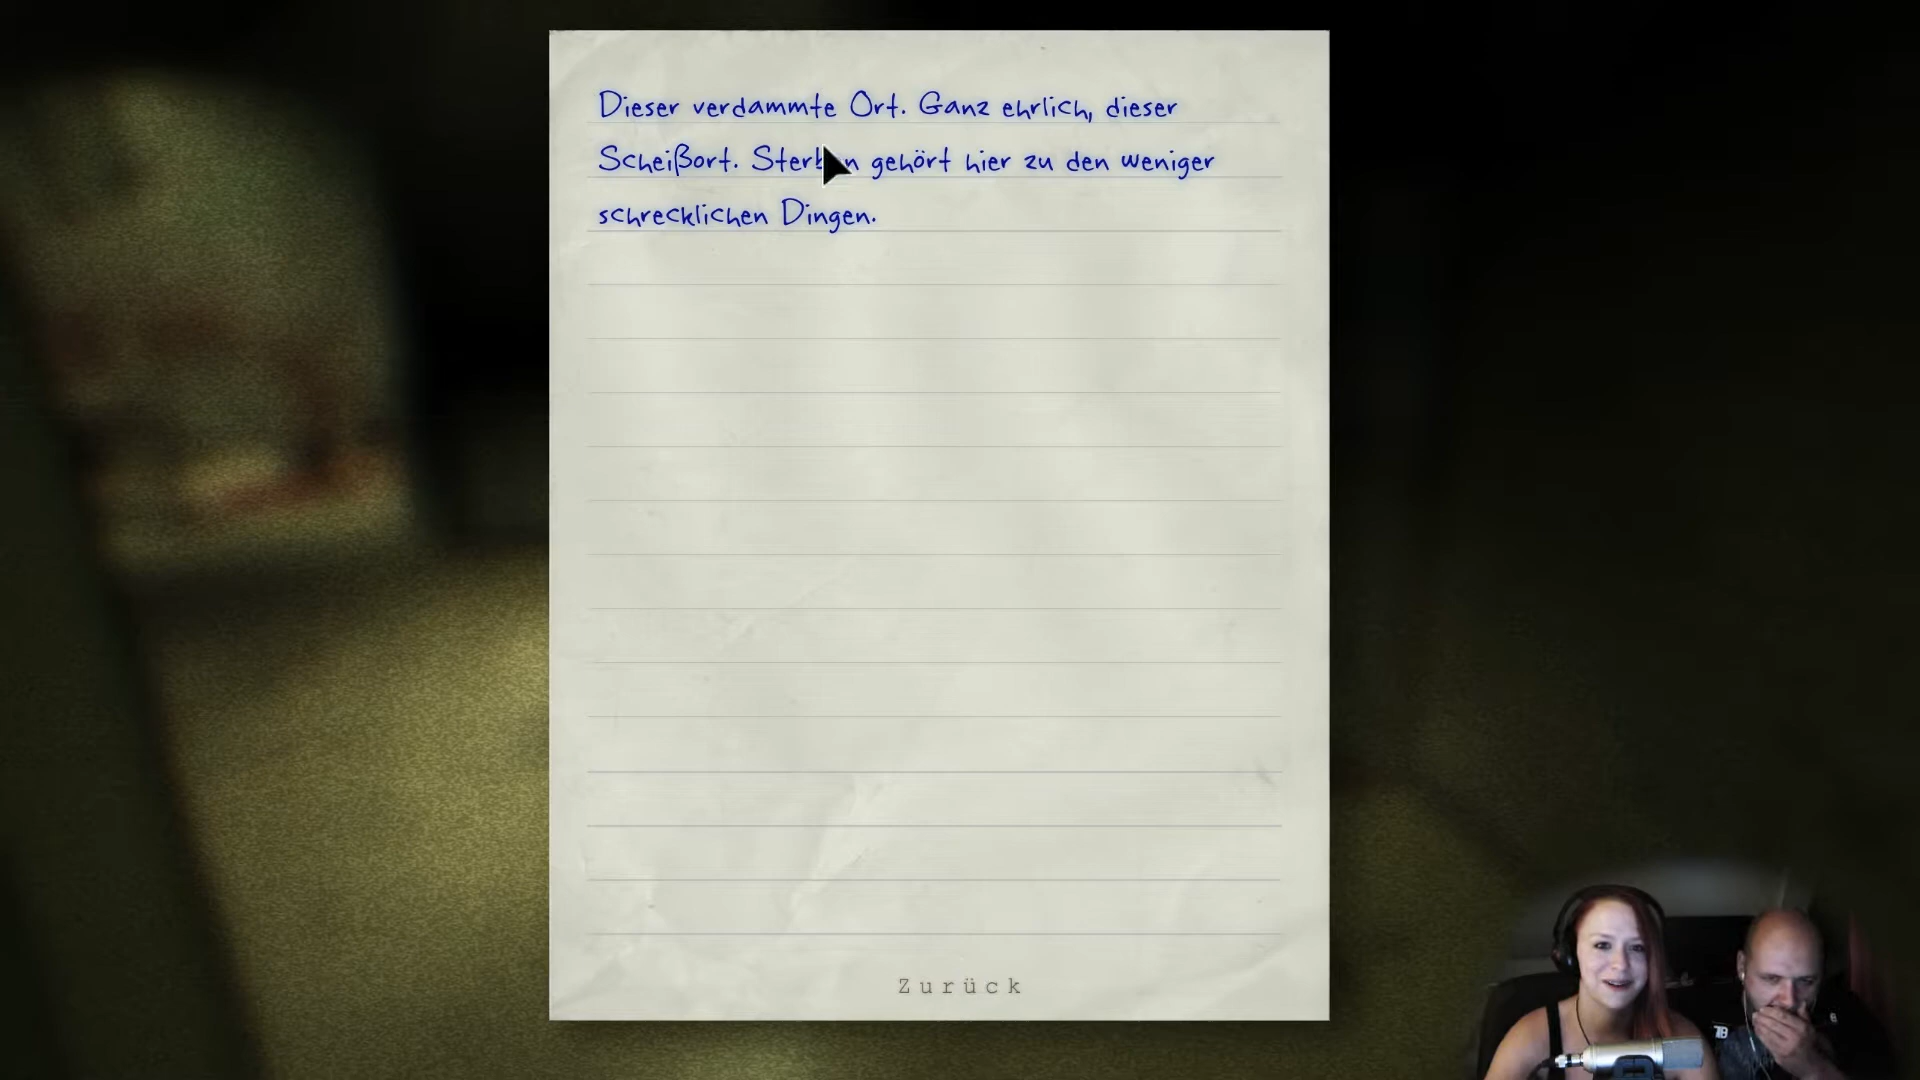 Dieser verdammte Ort. Ganz ehrlich, dieser
Scheißort. Sterben gehört hier zu den weniger
schrecklichen Dingen.
Zurück